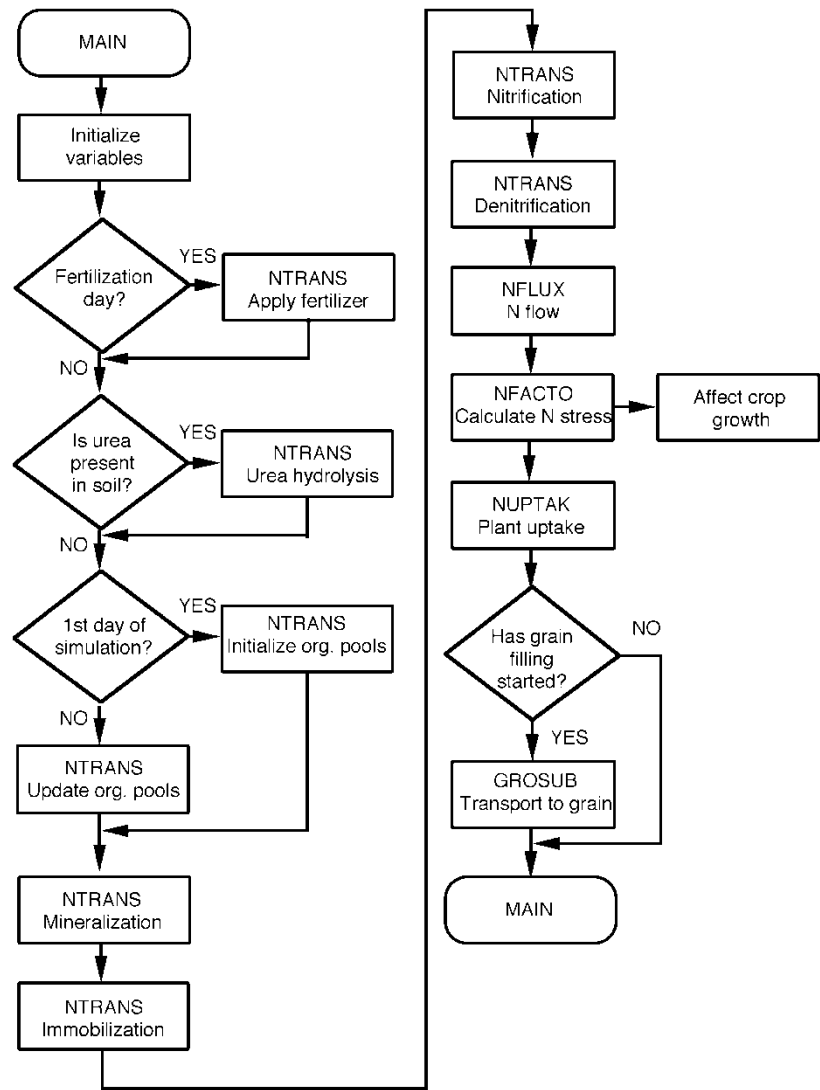 MAIN
Initialize
variables
Fertilization
day?
YES
NTRANS
Apply fertilizer
NO
Is urea
present
in soil?
YES
NTRANS
Urea hydrolysis
NO
1st day of
simulation?
YES
NTRANS
Initialize org. pools
NO
NTRANS
Update org. pools
NTRANS
Mineralization
NTRANS
Immobilization
NTRANS
Nitrification
NTRANS
Denitrification
NFLUX
N flow
NFACTO
Calculate N stress
Affect crop
growth
NUPTAK
Plant uptake
Has grain
filling
started?
NO
YES
GROSUB
Transport to grain
MAIN